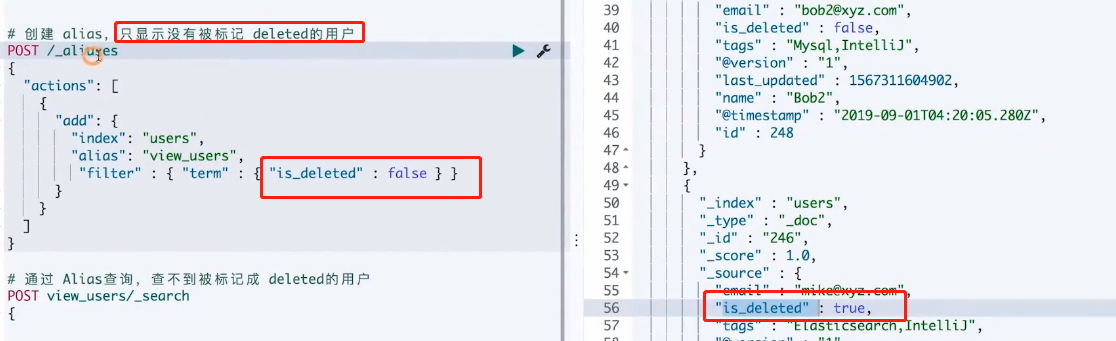 # 创建 alias，只显示没有被标记 deleted的用户
POST /_aliases
{
"actions": [
{
"add": {
"index": "users",
"alias": "view_users",
"filter" : { "term" : { "is_deleted" : false } }
}
}
]
}
# 通过 Alias查询，查不到被标记成 deleted的用户
POST view_users/_search
{
39 "email" : "bob2@xyz.com",
40 "is_deleted" : false,
41 "tags" : "Mysql,IntelliJ",
42 "@version" : "1",
43 "last_updated" : 1567311604902,
44 "name" : "Bob2",
45 "@timestamp" : "2019-09-01T04:20:05.280Z",
46 "id" : 248
47 }
48 },
49 {
50 "_index" : "users",
51 "_type" : "_doc",
52 "_id" : "246",
53 "_score" : 1.0,
54 "_source" : {
55 "email" : "mike@xyz.com",
56 "is_deleted" : true,
57 "tags" : "Elasticsearch,IntelliJ",
58 "@version" : "1",